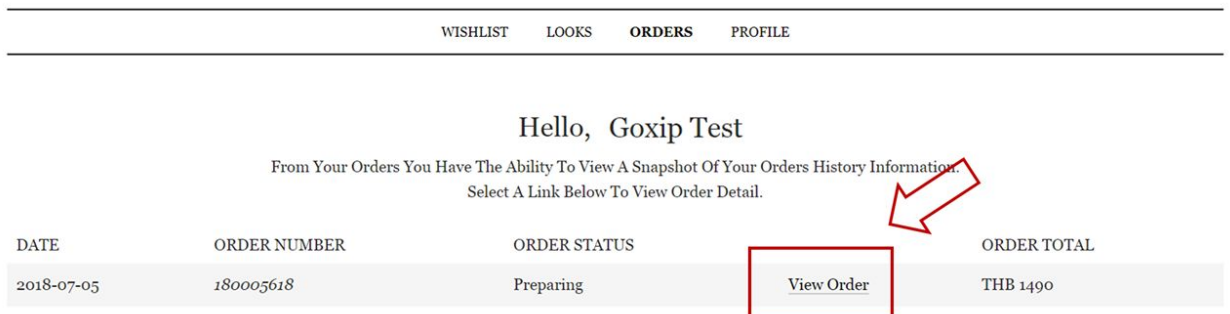 WISHLIST LOOKS ORDERS PROFILE
Hello, Goxip Test
From Your Orders You Have The Ability To View A Snapshot Of Your Orders History Information.
Select A Link Below To View Order Detail.
DATE ORDER NUMBER ORDER STATUS ORDER TOTAL
2018-07-05 180005618 Preparing View Order THB 1490